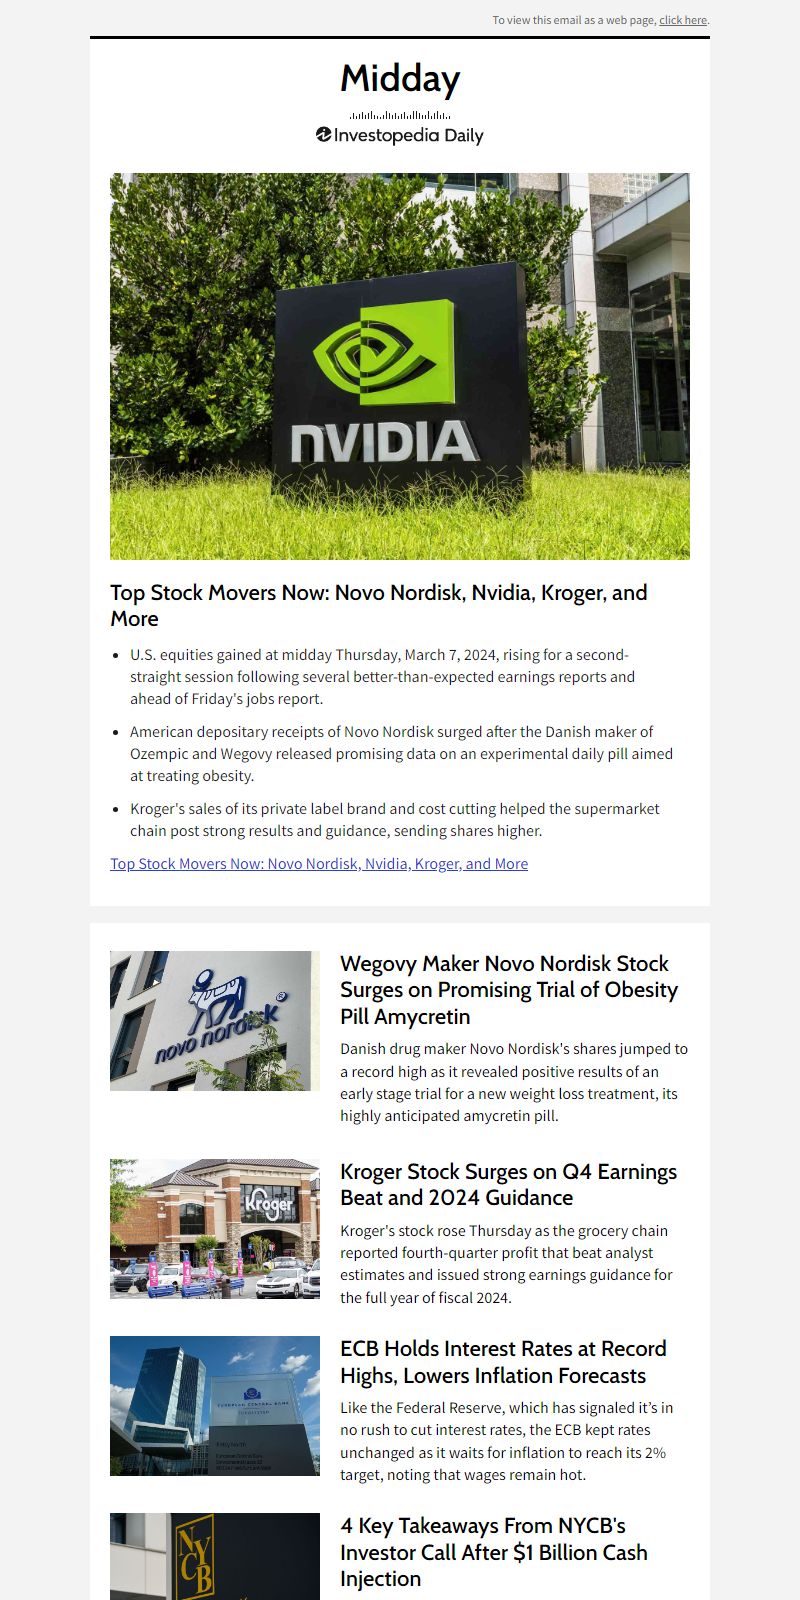 To view this email as a web page, click here.
Midday
Investopedia Daily
NVIDIA
Top Stock Movers Now: Novo Nordisk, Nvidia, Kroger, and
More
• U.S. equities gained at midday Thursday, March 7, 2024, rising for a second-
straight session following several better-than-expected earnings reports and
ahead of Friday's jobs report.
• American depositary receipts of Novo Nordisk surged after the Danish maker of
Ozempic and Wegovy released promising data on an experimental daily pill aimed
at treating obesity.
• Kroger's sales of its private label brand and cost cutting helped the supermarket
chain post strong results and guidance, sending shares higher.
Top Stock Movers Now: Novo Nordisk, Nvidia, Kroger, and More
novo nordisk
Wegovy Maker Novo Nordisk Stock
Surges on Promising Trial of Obesity
Pill Amycretin
Danish drug maker Novo Nordisk's shares jumped to
a record high as it revealed positive results of an
early stage trial for a new weight loss treatment, its
highly anticipated amycretin pill.
Kroger
Kroger Stock Surges on Q4 Earnings
Beat and 2024 Guidance
Kroger's stock rose Thursday as the grocery chain
reported fourth-quarter profit that beat analyst
estimates and issued strong earnings guidance for
the full year of fiscal 2024.
EUROPEAN CENTRAL BANK
ECB Holds Interest Rates at Record
Highs, Lowers Inflation Forecasts
Like the Federal Reserve, which has signaled it’s in
no rush to cut interest rates, the ECB kept rates
unchanged as it waits for inflation to reach its 2%
target, noting that wages remain hot.
NYCB
4 Key Takeaways From NYCB's
Investor Call After $1 Billion Cash
Injection